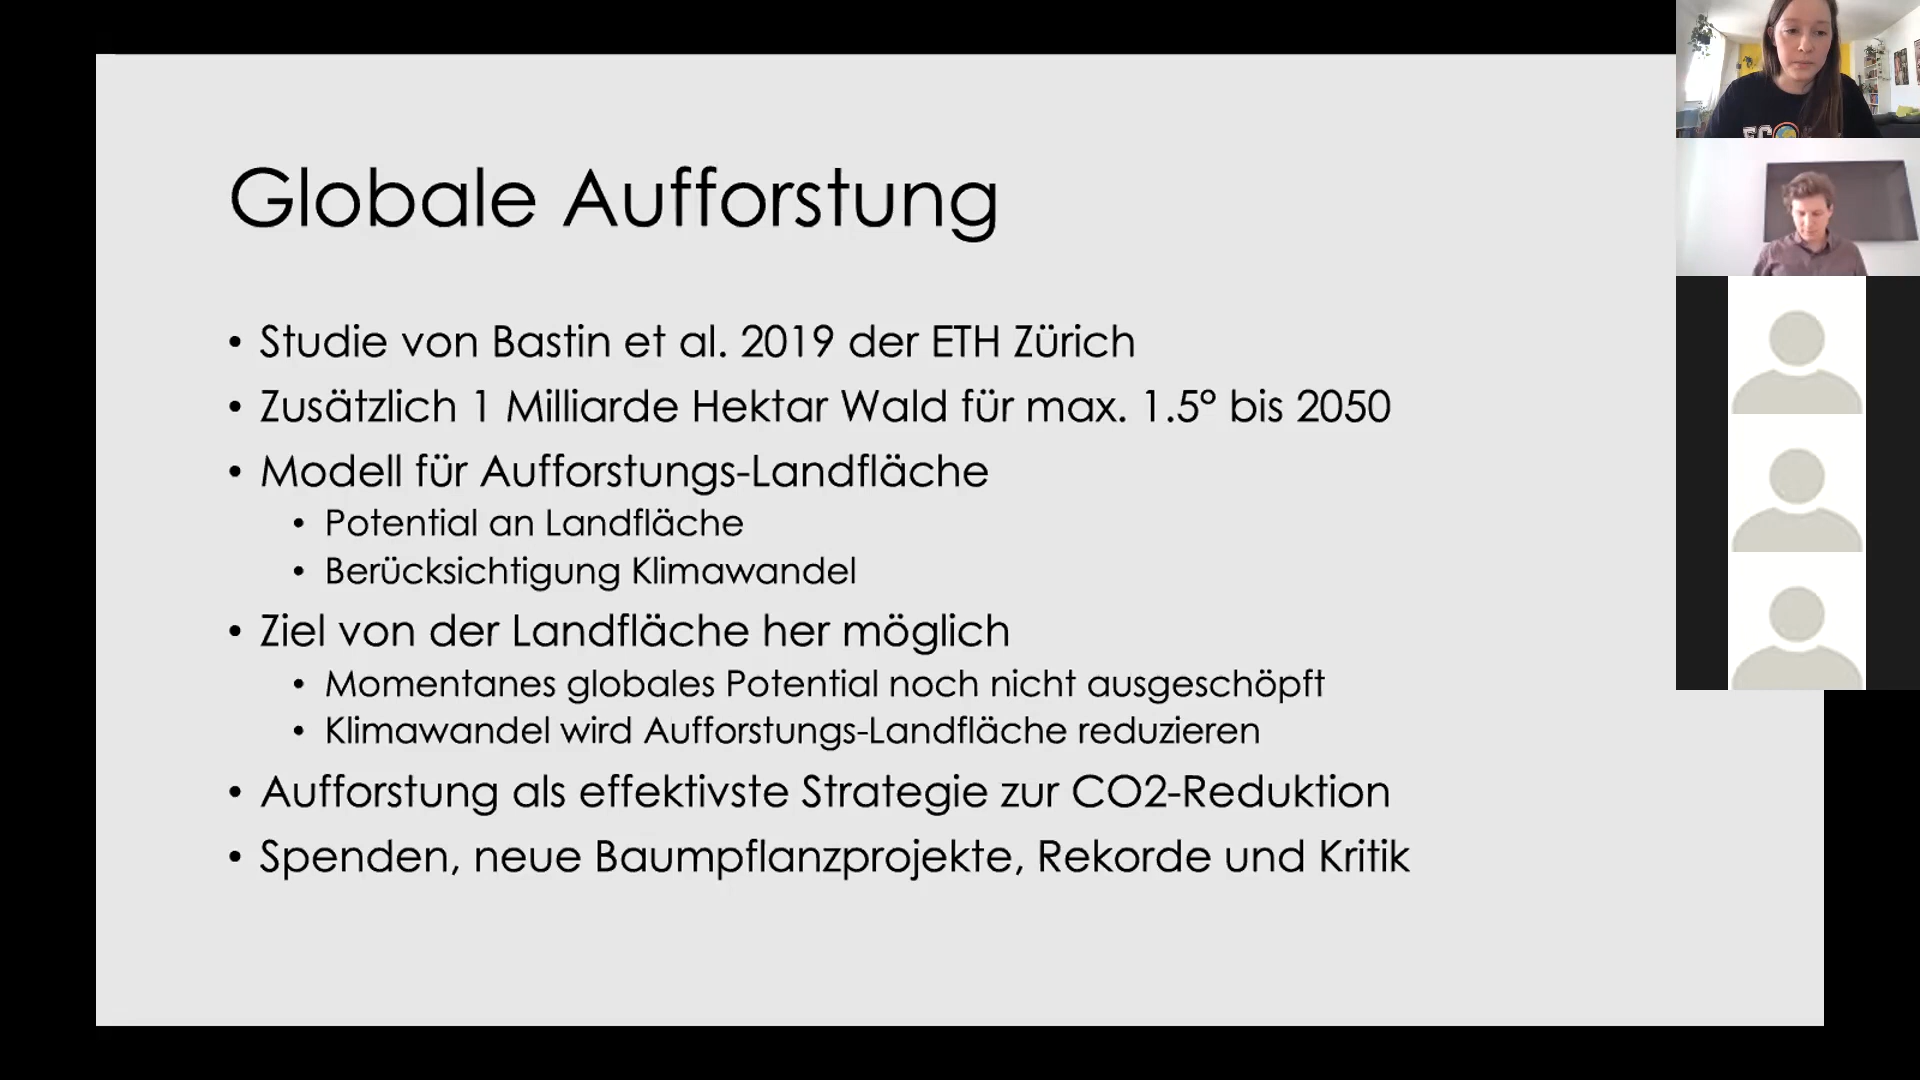 Globale Aufforstung
• Studie von Bastin et al. 2019 der ETH Zürich
• Zusätzlich 1 Milliarde Hektar Wald für max. 1.5° bis 2050
• Modell für Aufforstungs-Landfläche
• Potential an Landfläche
• Berücksichtigung Klimawandel
• Ziel von der Landfläche her möglich
• Momentanes globales Potential noch nicht ausgeschöpft
• Klimawandel wird Aufforstungs-Landfläche reduzieren
• Aufforstung als effektivste Strategie zur CO2-Reduktion
• Spenden, neue Baumpflanzprojekte, Rekorde und Kritik